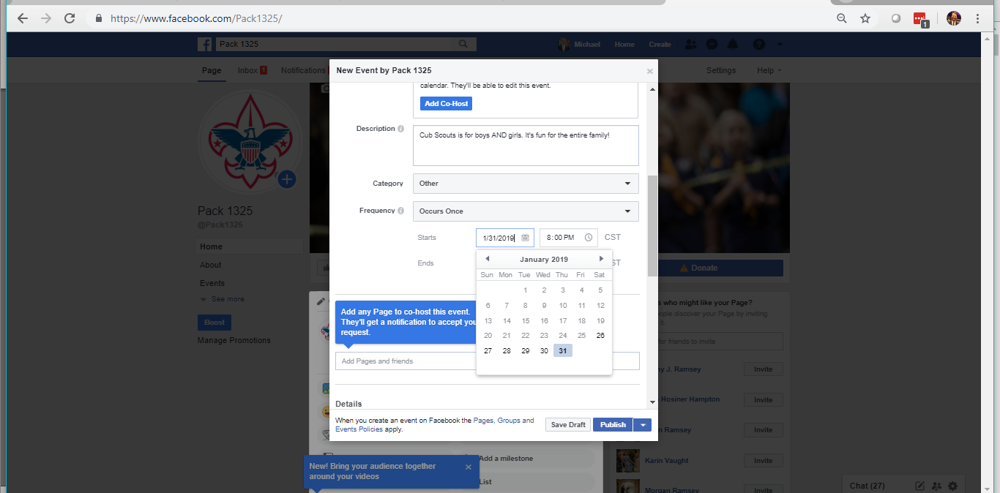 https://www.facebook.com/Pack1325/
1
Pack 1325
Michael Home Create
Page Inbox 1 Notifications Settings Help
New Event by Pack 1325
calendar. They'll be able to edit this event.
Add Co-Host
Description
Cub Scouts is for boys AND girls. It's fun for the entire family!
Category Other
Frequency Occurs Once
Starts 1/31/2019 8:00 PM CST
Ends ST
January 2019
Sun Mon Tue Wed Thu Fri Sat
1 2 3 4 5
6 7 8 9 10 11 12
13 14 15 16 17 18 19
20 21 22 23 24 25 26
27 28 29 30 31
Add any Page to co-host this event.
They'll get a notification to accept you
request.
Add Pages and friends
Details
When you create an event on Facebook the Pages, Groups and
Events Policies apply.
Save Draft Publish
Pack 1325
@Pack1325
Home
About
Events
See more
Boost
Manage Promotions
Donate
s who might like your Page?
ople discover your Page by inviting
it.
for friends to invite
y J. Ramsey Invite
Hosiner Hampton Invite
n Ramsey Invite
Karin Vaught Invite
Morgan Ramsey Invite
New! Bring your audience together
around your videos
Add a milestone
List
Chat (27)